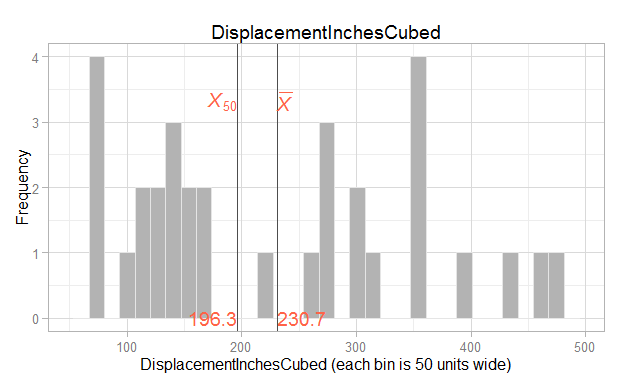 DisplacementInchesCubed
4
3
2
1
0
Frequency
X50
X̅
196.3
230.7
100
200
300
400
500
DisplacementInchesCubed (each bin is 50 units wide)